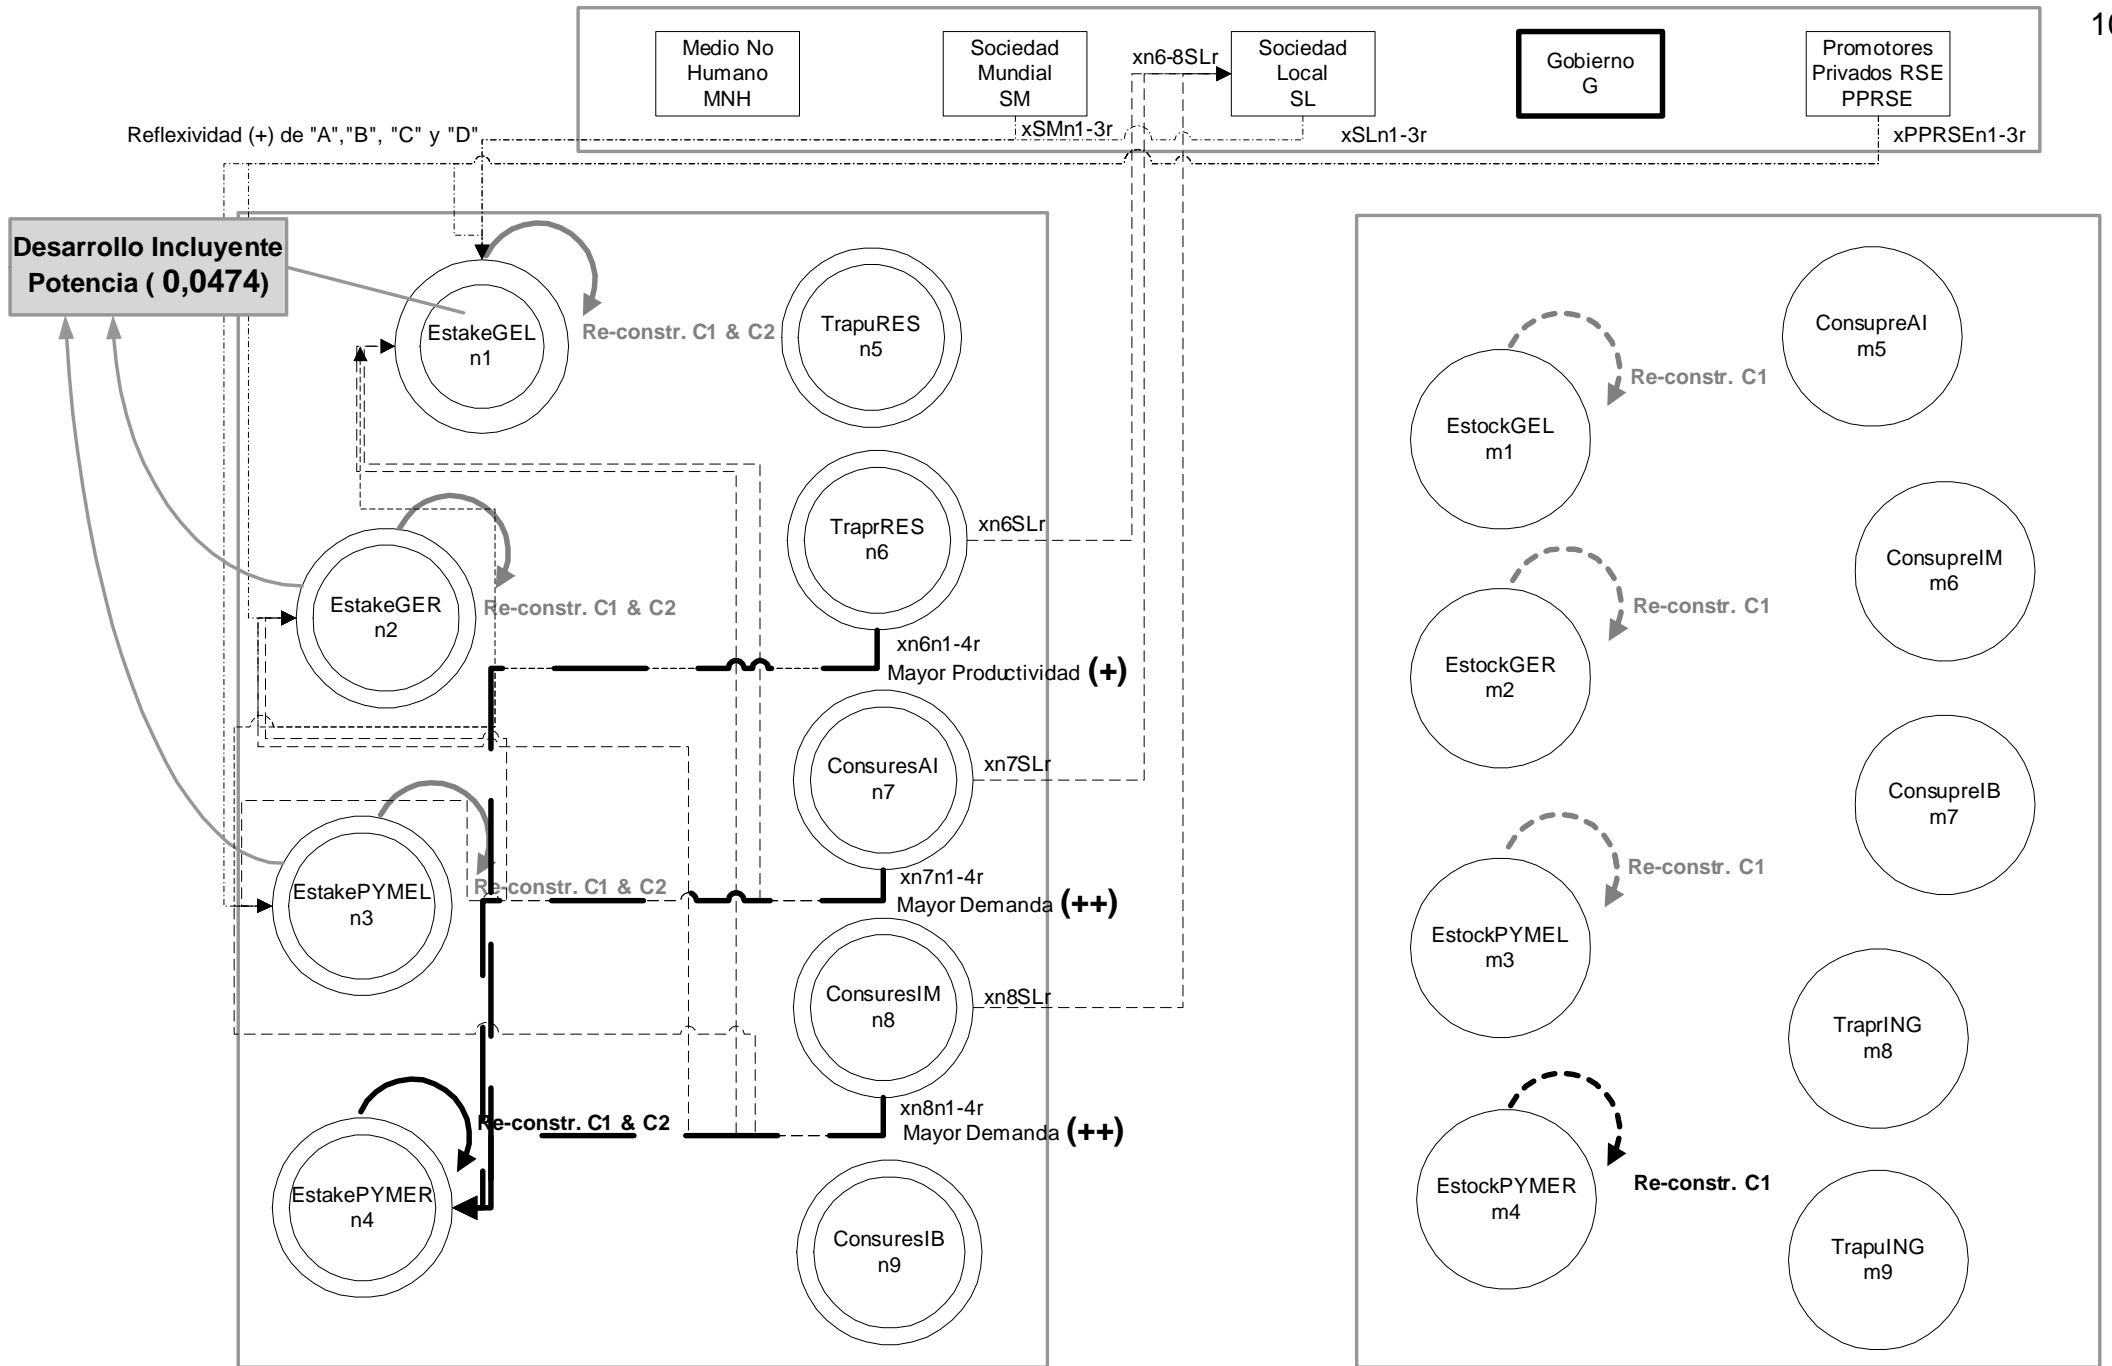 Medio No
Humano
MNH
Sociedad
Mundial
SM
xn6-8SLr
Sociedad
Local
SL
Gobierno
G
Promotores
Privados RSE
PPRSE
Reflexividad (+) de "A","B", "C" y "D"
xSMn1-3r
xSLn1-3r
xPPRSEn1-3r
Desarrollo Incluyente
Potencia ( 0,0474)
EstakeGEL
n1
Re-constr. C1 & C2
TrapuRES
n5
TraprRES
n6
xn6SLr
EstakeGER
n2
Re-constr. C1 & C2
xn6n1-4r
Mayor Productividad (+)
ConsuresAI
n7
xn7SLr
EstakePYMEL
n3
Re-constr. C1 & C2
xn7n1-4r
Mayor Demanda (++)
ConsuresIM
n8
xn8SLr
xn8n1-4r
Mayor Demanda (++)
Re-constr. C1 & C2
EstakePYMER
n4
ConsuresIB
n9
ConsupreAI
m5
Re-constr. C1
EstockGEL
m1
ConsupreIM
m6
Re-constr. C1
EstockGER
m2
ConsupreIB
m7
Re-constr. C1
EstockPYMEL
m3
TraprING
m8
Re-constr. C1
EstockPYMER
m4
TrapuING
m9